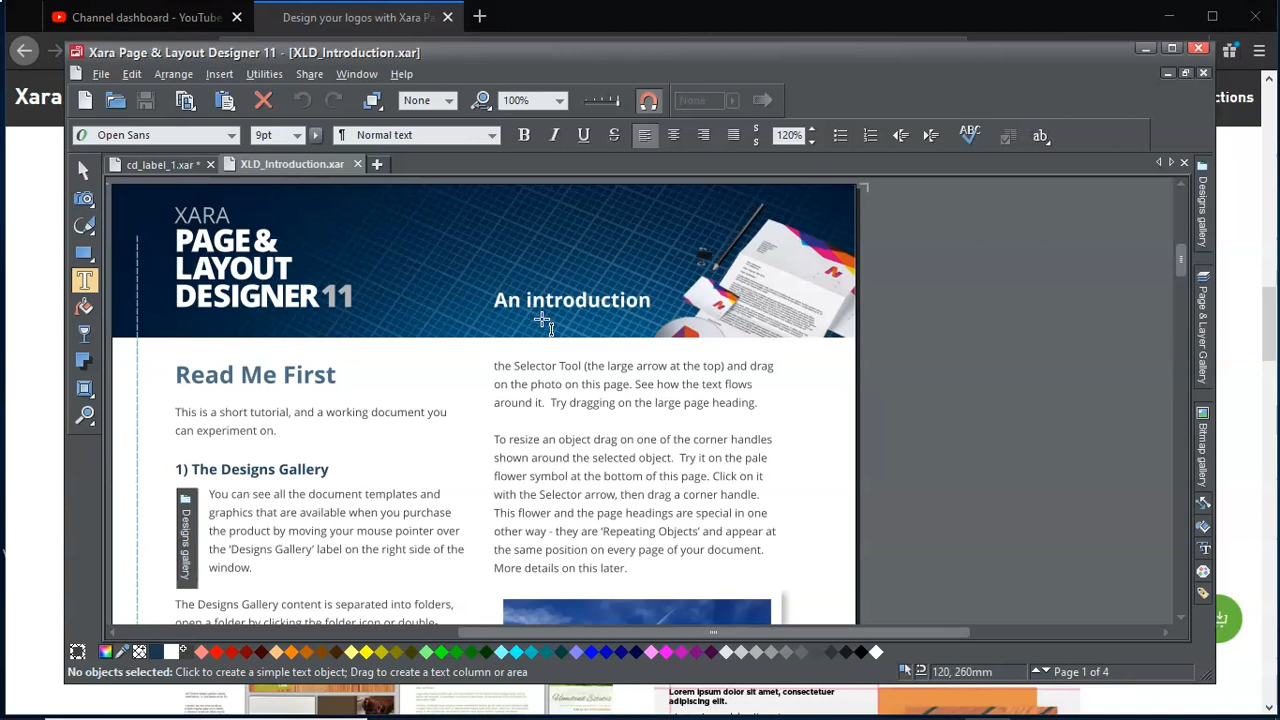 Channel dashboard - YouTube
Design your logos with Xara Pa
Xara Page & Layout Designer 11 - [XLD_Introduction.xar]
File Edit Arrange Insert Utilities Share Window Help
Xara
ctions
None
100%
None
Open Sans
9pt
Normal text
120%
ABC
ab
cd_label_1.xar *
XLD_Introduction.xar
XARA
PAGE &
LAYOUT
DESIGNER 11
An introduction
Read Me First
This is a short tutorial, and a working document you
can experiment on.
1) The Designs Gallery
Designs gallery
You can see all the document templates and
graphics that are available when you purchase
the product by moving your mouse pointer over
the 'Designs Gallery' label on the right side of the
window.
The Designs Gallery content is separated into folders,
open a folder by clicking the folder icon or double-
the Selector Tool (the large arrow at the top) and drag
on the photo on this page. See how the text flows
around it.  Try dragging on the large page heading.
To resize an object drag on one of the corner handles
shown around the selected object.  Try it on the pale
flower symbol at the bottom of this page. Click on it
with the Selector arrow, then drag a corner handle.
This flower and the page headings are special in one
other way - they are 'Repeating Objects' and appear at
the same position on every page of your document.
More details on this later.
Designs gallery
Page & Layer Gallery
Bitmap gallery
No objects selected: Click to create a simple text object; Drag to create a text column or area
120, 260mm
Page 1 of 4
Lorem ipsum dolor sit amet, consectetuer
adipiscing elit.